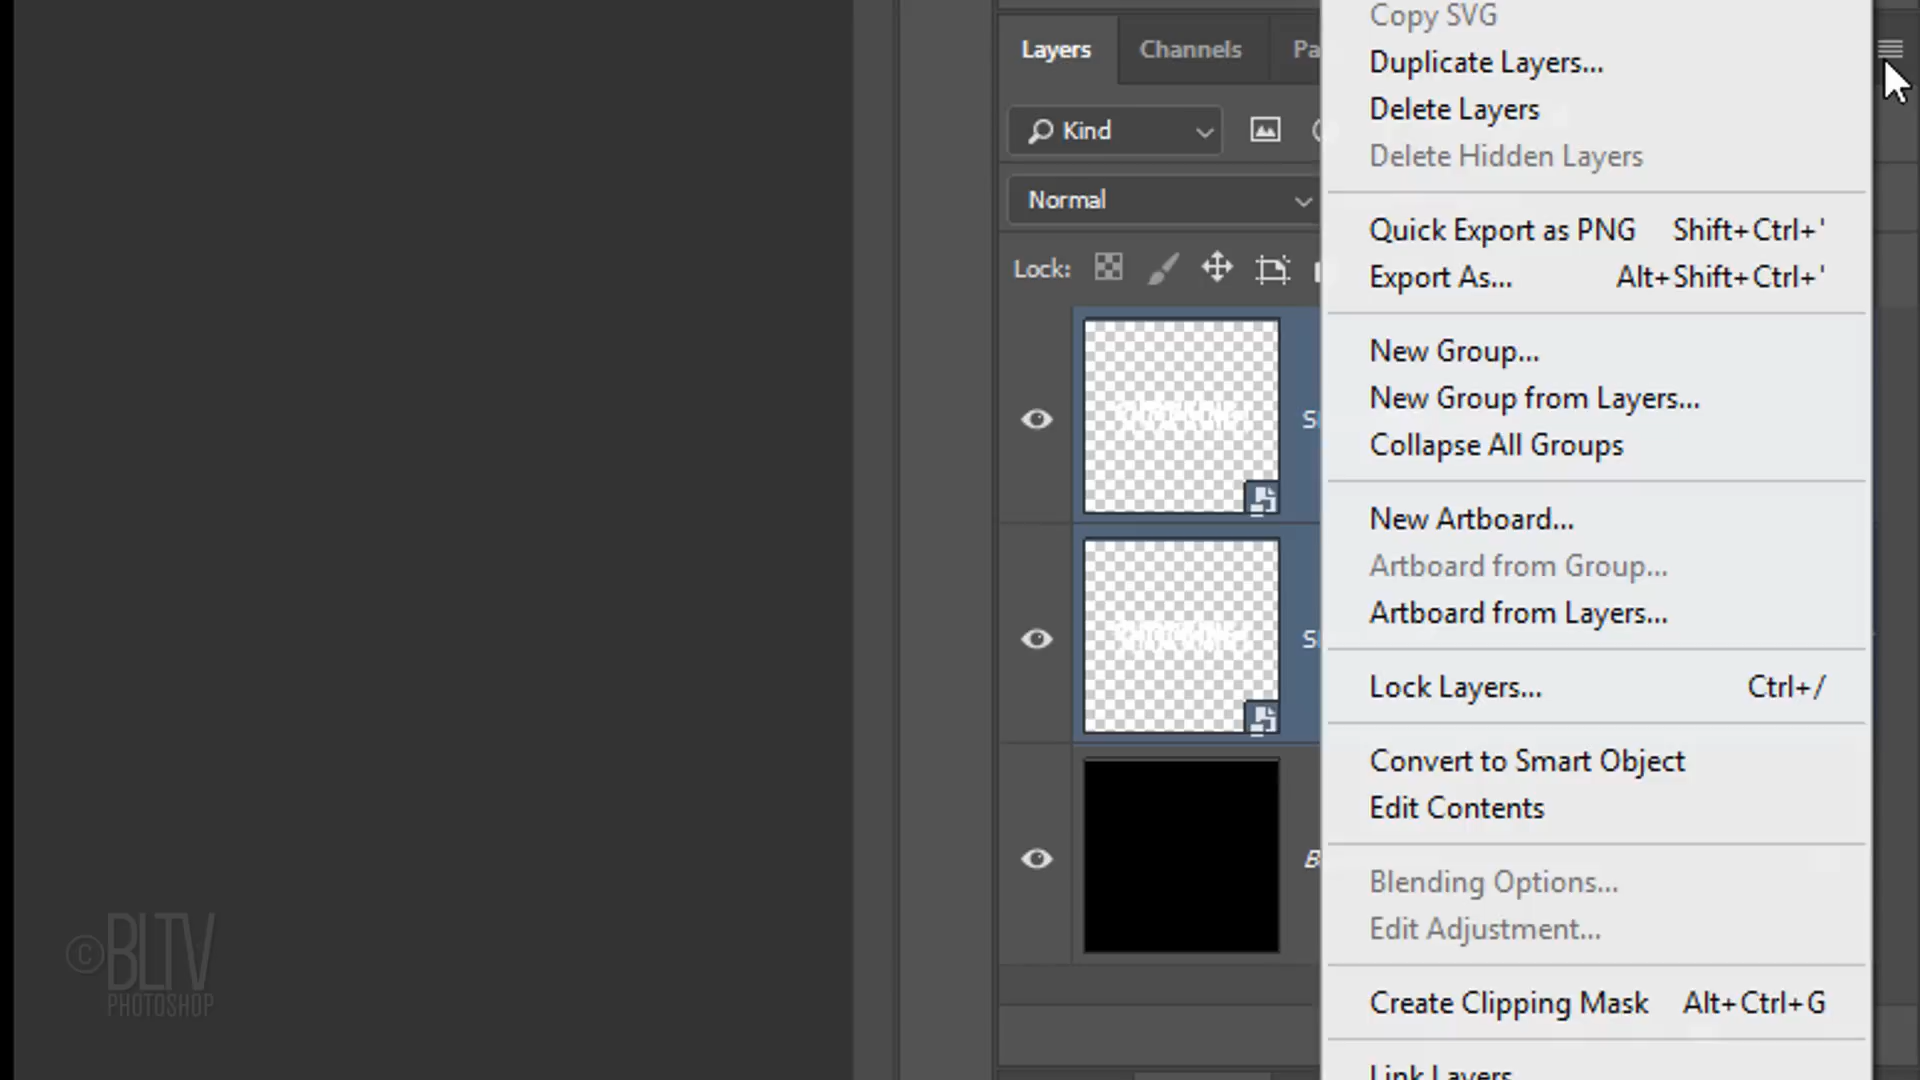 Copy SVG
Layers Channels
Duplicate Layers...
Delete Layers
Kind
Delete Hidden Layers
Normal
Quick Export as PNG Shift+Ctrl+'
Lock:
Export As... Alt+Shift+Ctrl+'
New Group...
New Group from Layers...
Collapse All Groups
New Artboard...
Artboard from Group...
Artboard from Layers...
Lock Layers... Ctrl+/
Convert to Smart Object
Edit Contents
Blending Options...
Edit Adjustment...
Create Clipping Mask Alt+Ctrl+G
Link Layers
©BLTV
PHOTOSHOP